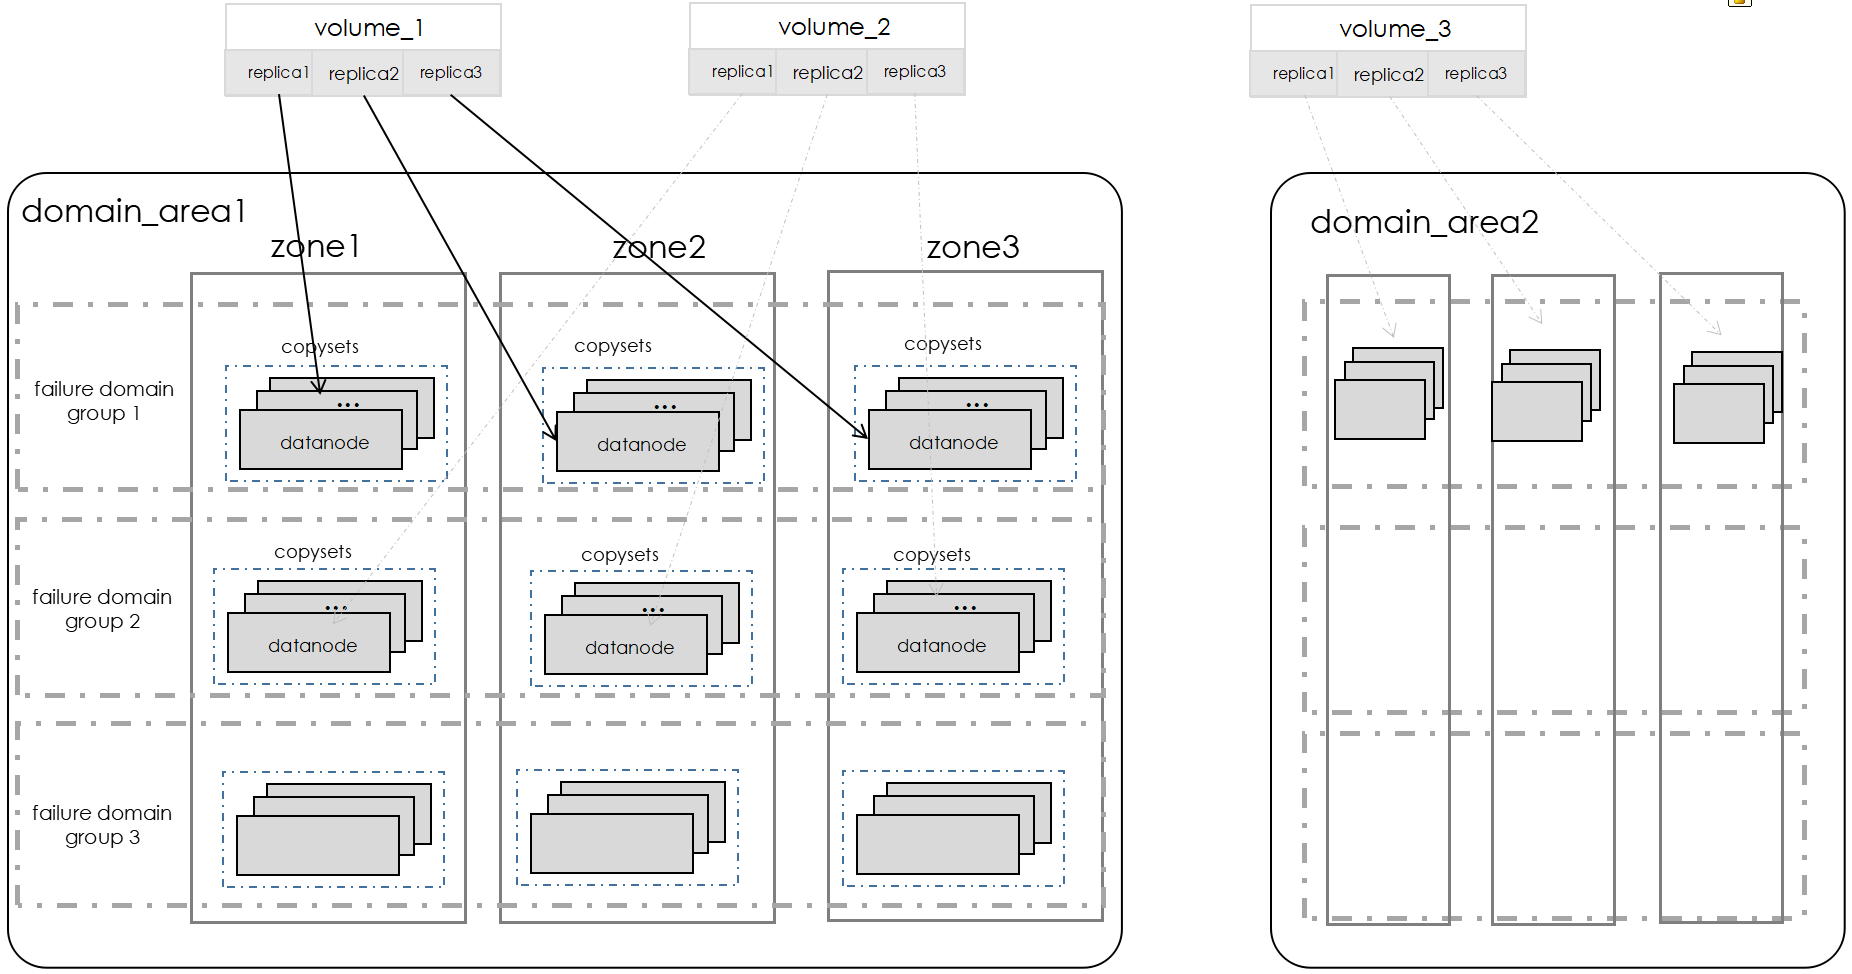 volume_1
replica1 replica2 replica3
volume_2
replica1 replica2 replica3
volume_3
replica1 replica2 replica3
domain_area1
zone1 zone2 zone3
domain_area2
failure domain
group 1
copysets
...
datanode
copysets
...
datanode
copysets
...
datanode
failure domain
group 2
copysets
...
datanode
copysets
...
datanode
copysets
...
datanode
failure domain
group 3